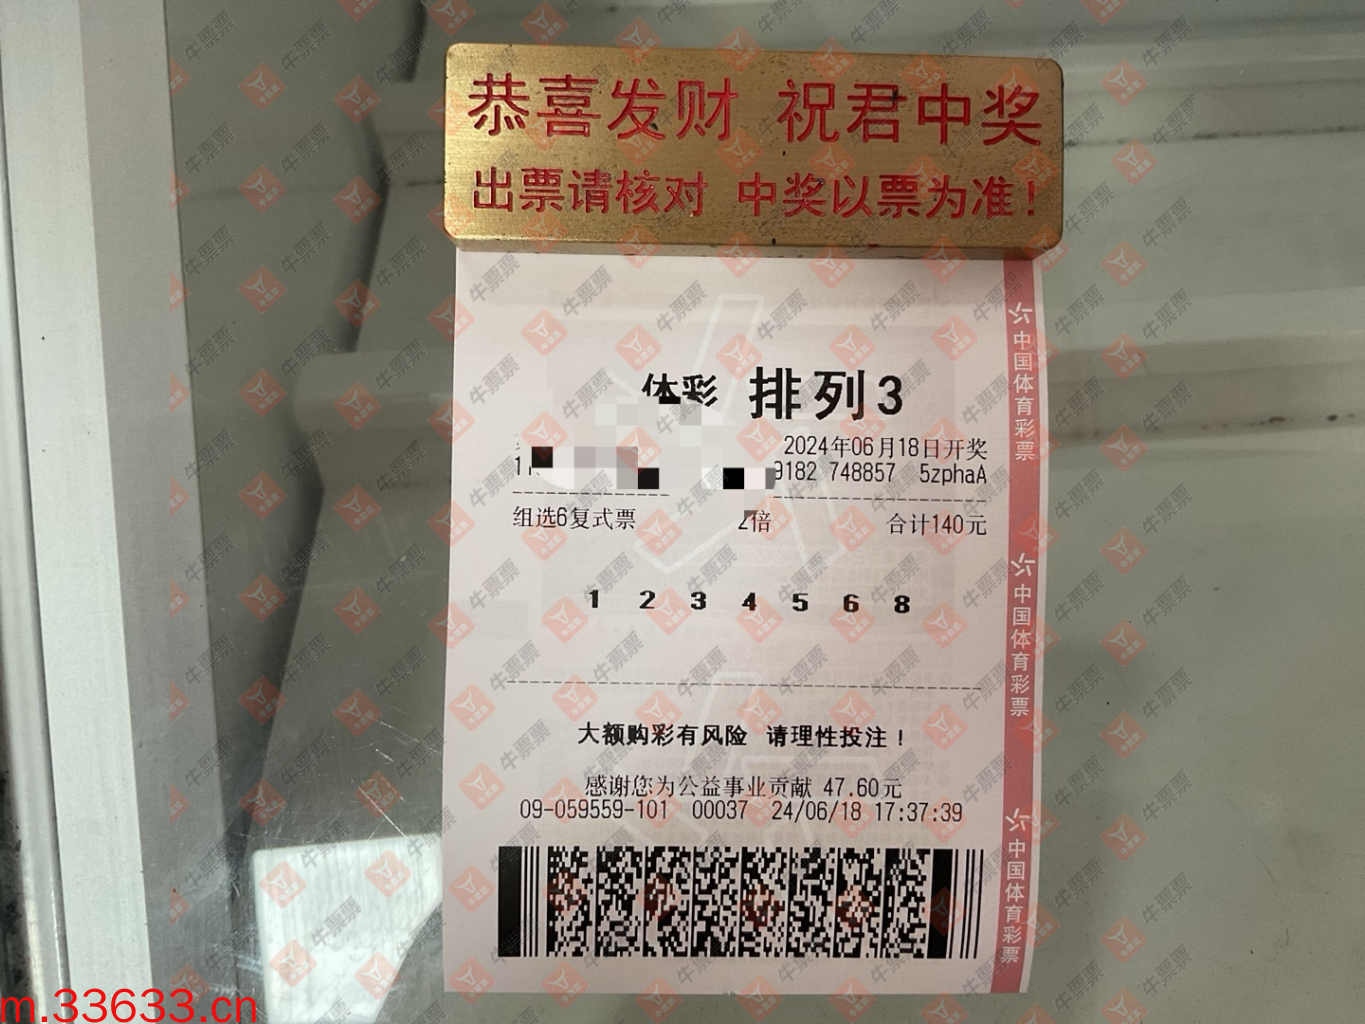 恭喜发财 祝君中奖
出票请核对 中奖以票为准!
体彩 排列3
2024年06月18日开奖
9182 748857 5zphaA
组选6复式票 2倍 合计140元
1 2 3 4 5 6 8
大额购彩有风险 请理性投注!
感谢您为公益事业贡献 47.60元
09-059559-101 00037 24/06/18 17:37:39
中国体育彩票
中国体育彩票
中国体育彩票
牛票票
m.33633.cn